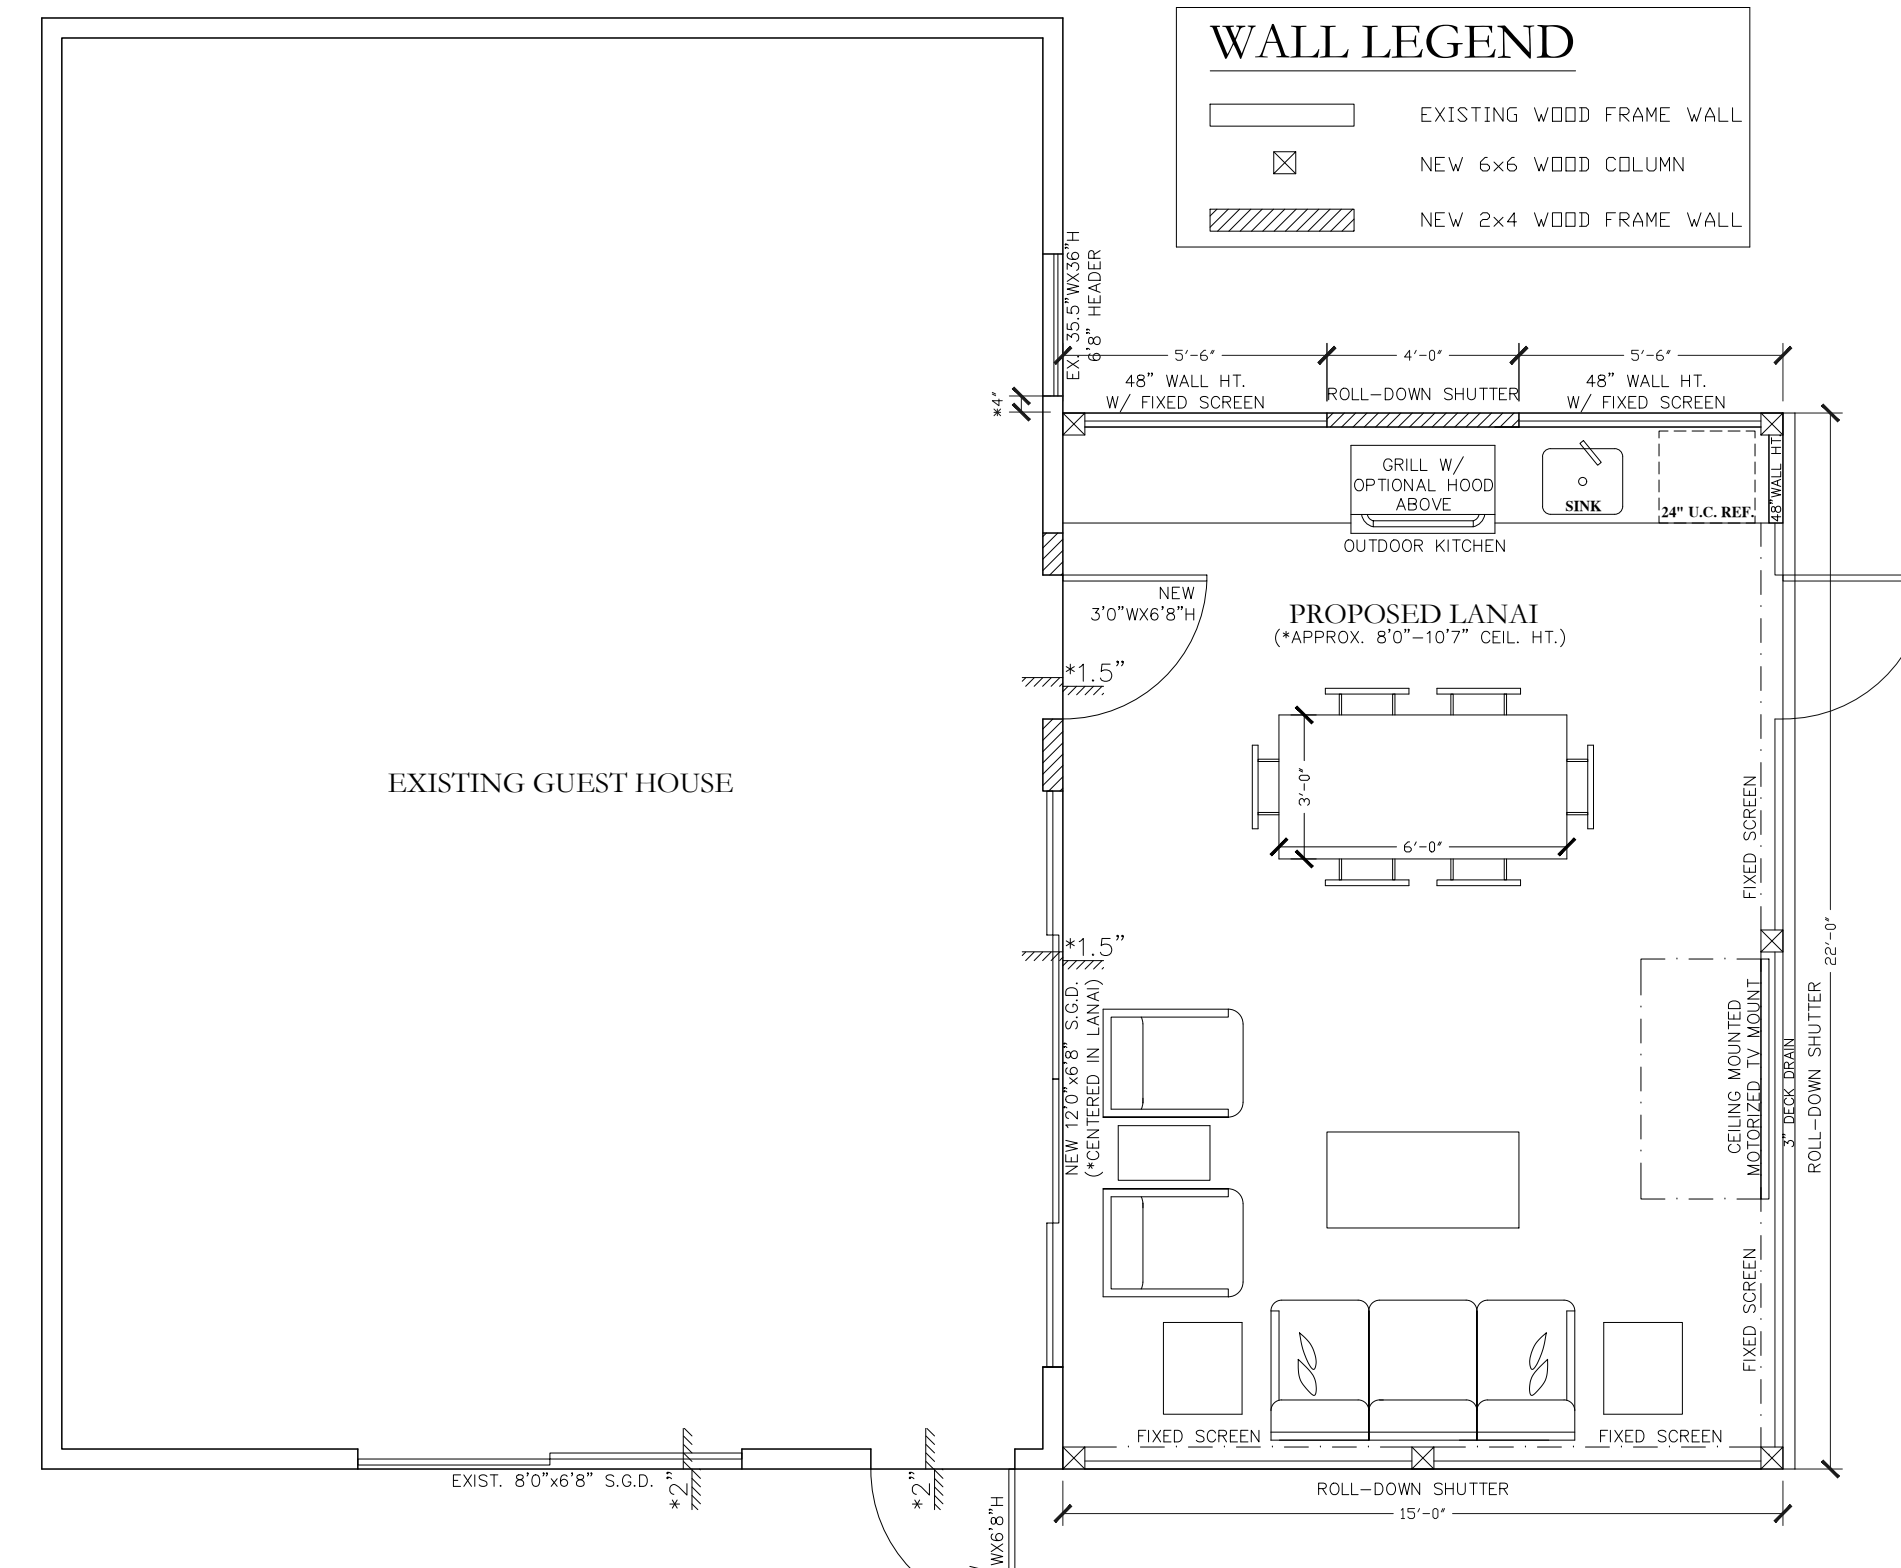 WALL LEGEND
EXISTING WOOD FRAME WALL
NEW 6x6 WOOD COLUMN
NEW 2x4 WOOD FRAME WALL
EX. 35.5"WX36"H
6'8" HEADER
5'-6"
4'-0"
5'-6"
48" WALL HT.
W/ FIXED SCREEN
ROLL-DOWN SHUTTER
48" WALL HT.
W/ FIXED SCREEN
*4"
GRILL W/
OPTIONAL HOOD
ABOVE
SINK
24" U.C. REF.
48"WALL HT.
OUTDOOR KITCHEN
NEW
3'0"WX6'8"H
PROPOSED LANAI
(*APPROX. 8'0"-10'7" CEIL. HT.)
*1.5"
EXISTING GUEST HOUSE
3'-0"
6'-0"
FIXED SCREEN
*1.5"
22'-0"
NEW 12'0"x6'8" S.G.D.
(*CENTERED IN LANAI)
CEILING MOUNTED
MOTORIZED TV MOUNT
3" DECK DRAIN
ROLL-DOWN SHUTTER
FIXED SCREEN
FIXED SCREEN
FIXED SCREEN
EXIST. 8'0"x6'8" S.G.D.
*2"
*2"
WX6'8"H
ROLL-DOWN SHUTTER
15'-0"